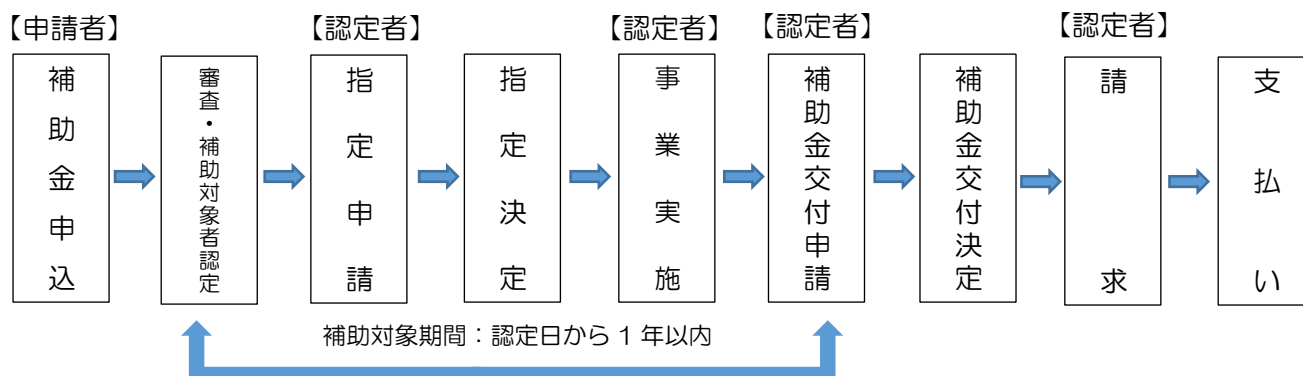 【申請者】
【認定者】
【認定者】
【認定者】
【認定者】
補助金申込
審査・補助対象者認定
指定申請
指定決定
事業実施
補助金交付申請
補助金交付決定
請求
支払い
補助対象期間：認定日から1年以内